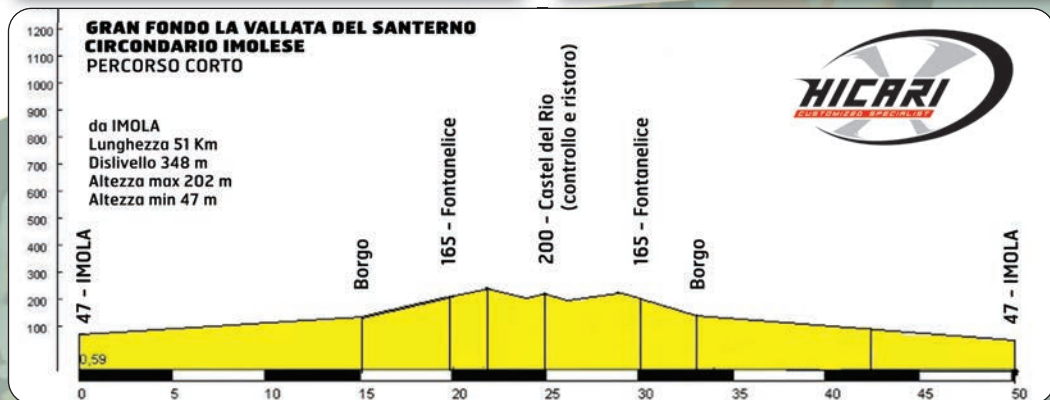 GRAN FONDO LA VALLATA DEL SANTERNO
CIRCONDARIO IMOLESE
PERCORSO CORTO
da IMOLA
Lunghezza 51 Km
Dislivello 348 m
Altezza max 202 m
Altezza min 47 m
HICARI
CUSTOMIZED SPECIALIST
1200
1100
1000
900
800
700
600
500
400
300
200
100
47 - IMOLA
Borgo
165 - Fontanelice
200 - Castel del Rio
(controllo e ristoro)
165 - Fontanelice
Borgo
47 - IMOLA
0,59
0 5 10 15 20 25 30 35 40 45 50